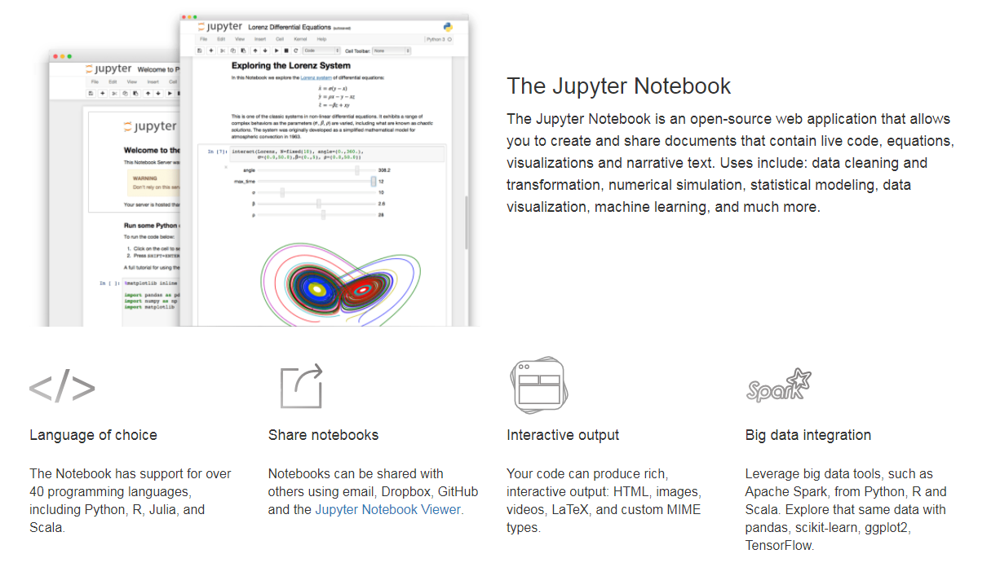 jupyter Lorenz Differential Equations (autosaved)
File Edit View Insert Cell Kernel Help
Python 3
Code
Cell Toolbar: None
Exploring the Lorenz System
In this Notebook we explore the Lorenz system of differential equations:
ẋ = σ(y − x)
ẏ = ρx − y − xz
ż = −βz + xy
This is one of the classic systems in non-linear differential equations. It exhibits a range of
complex behaviors as the parameters (σ, β, ρ) are varied, including what are known as chaotic
solutions. The system was originally developed as a simplified mathematical model for
atmospheric convection in 1963.
In [7]: interact(Lorenz, N=fixed(10), angle=(0.,360.),
σ=(0.0,50.0),β=(0.,5), ρ=(0.0,50.0))
angle 308.2
max_time 12
σ 10
β 2.6
ρ 28
jupyter Welcome to P
File Edit View Insert Cell
jupyter
Welcome to the
This Notebook Server was
WARNING
Don't rely on this serv
Your server is hosted that
Run some Python
To run the code below:
1. Click on the cell to se
2. Press SHIFT+ENTER
A full tutorial for using the
In [ ]: %matplotlib inline
import pandas as pd
import numpy as np
import matplotlib
The Jupyter Notebook
The Jupyter Notebook is an open-source web application that allows
you to create and share documents that contain live code, equations,
visualizations and narrative text. Uses include: data cleaning and
transformation, numerical simulation, statistical modeling, data
visualization, machine learning, and much more.
</>
Language of choice
The Notebook has support for over
40 programming languages,
including Python, R, Julia, and
Scala.
Share notebooks
Notebooks can be shared with
others using email, Dropbox, GitHub
and the Jupyter Notebook Viewer.
Interactive output
Your code can produce rich,
interactive output: HTML, images,
videos, LaTeX, and custom MIME
types.
Spark
Big data integration
Leverage big data tools, such as
Apache Spark, from Python, R and
Scala. Explore that same data with
pandas, scikit-learn, ggplot2,
TensorFlow.